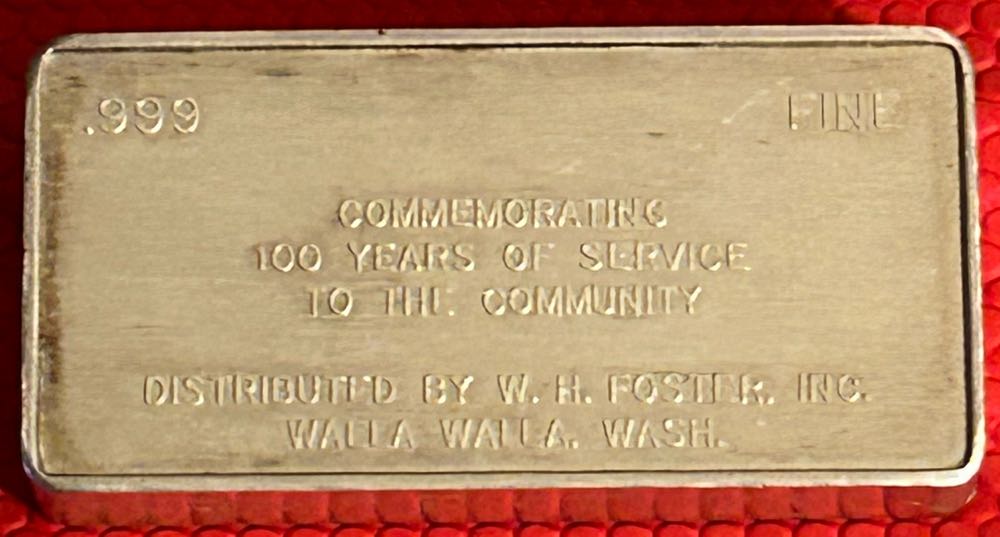 .999 FINE
COMMEMORATING
100 YEARS OF SERVICE
TO THE COMMUNITY
DISTRIBUTED BY W. H. FOSTER, INC.
WALLA WALLA, WASH.